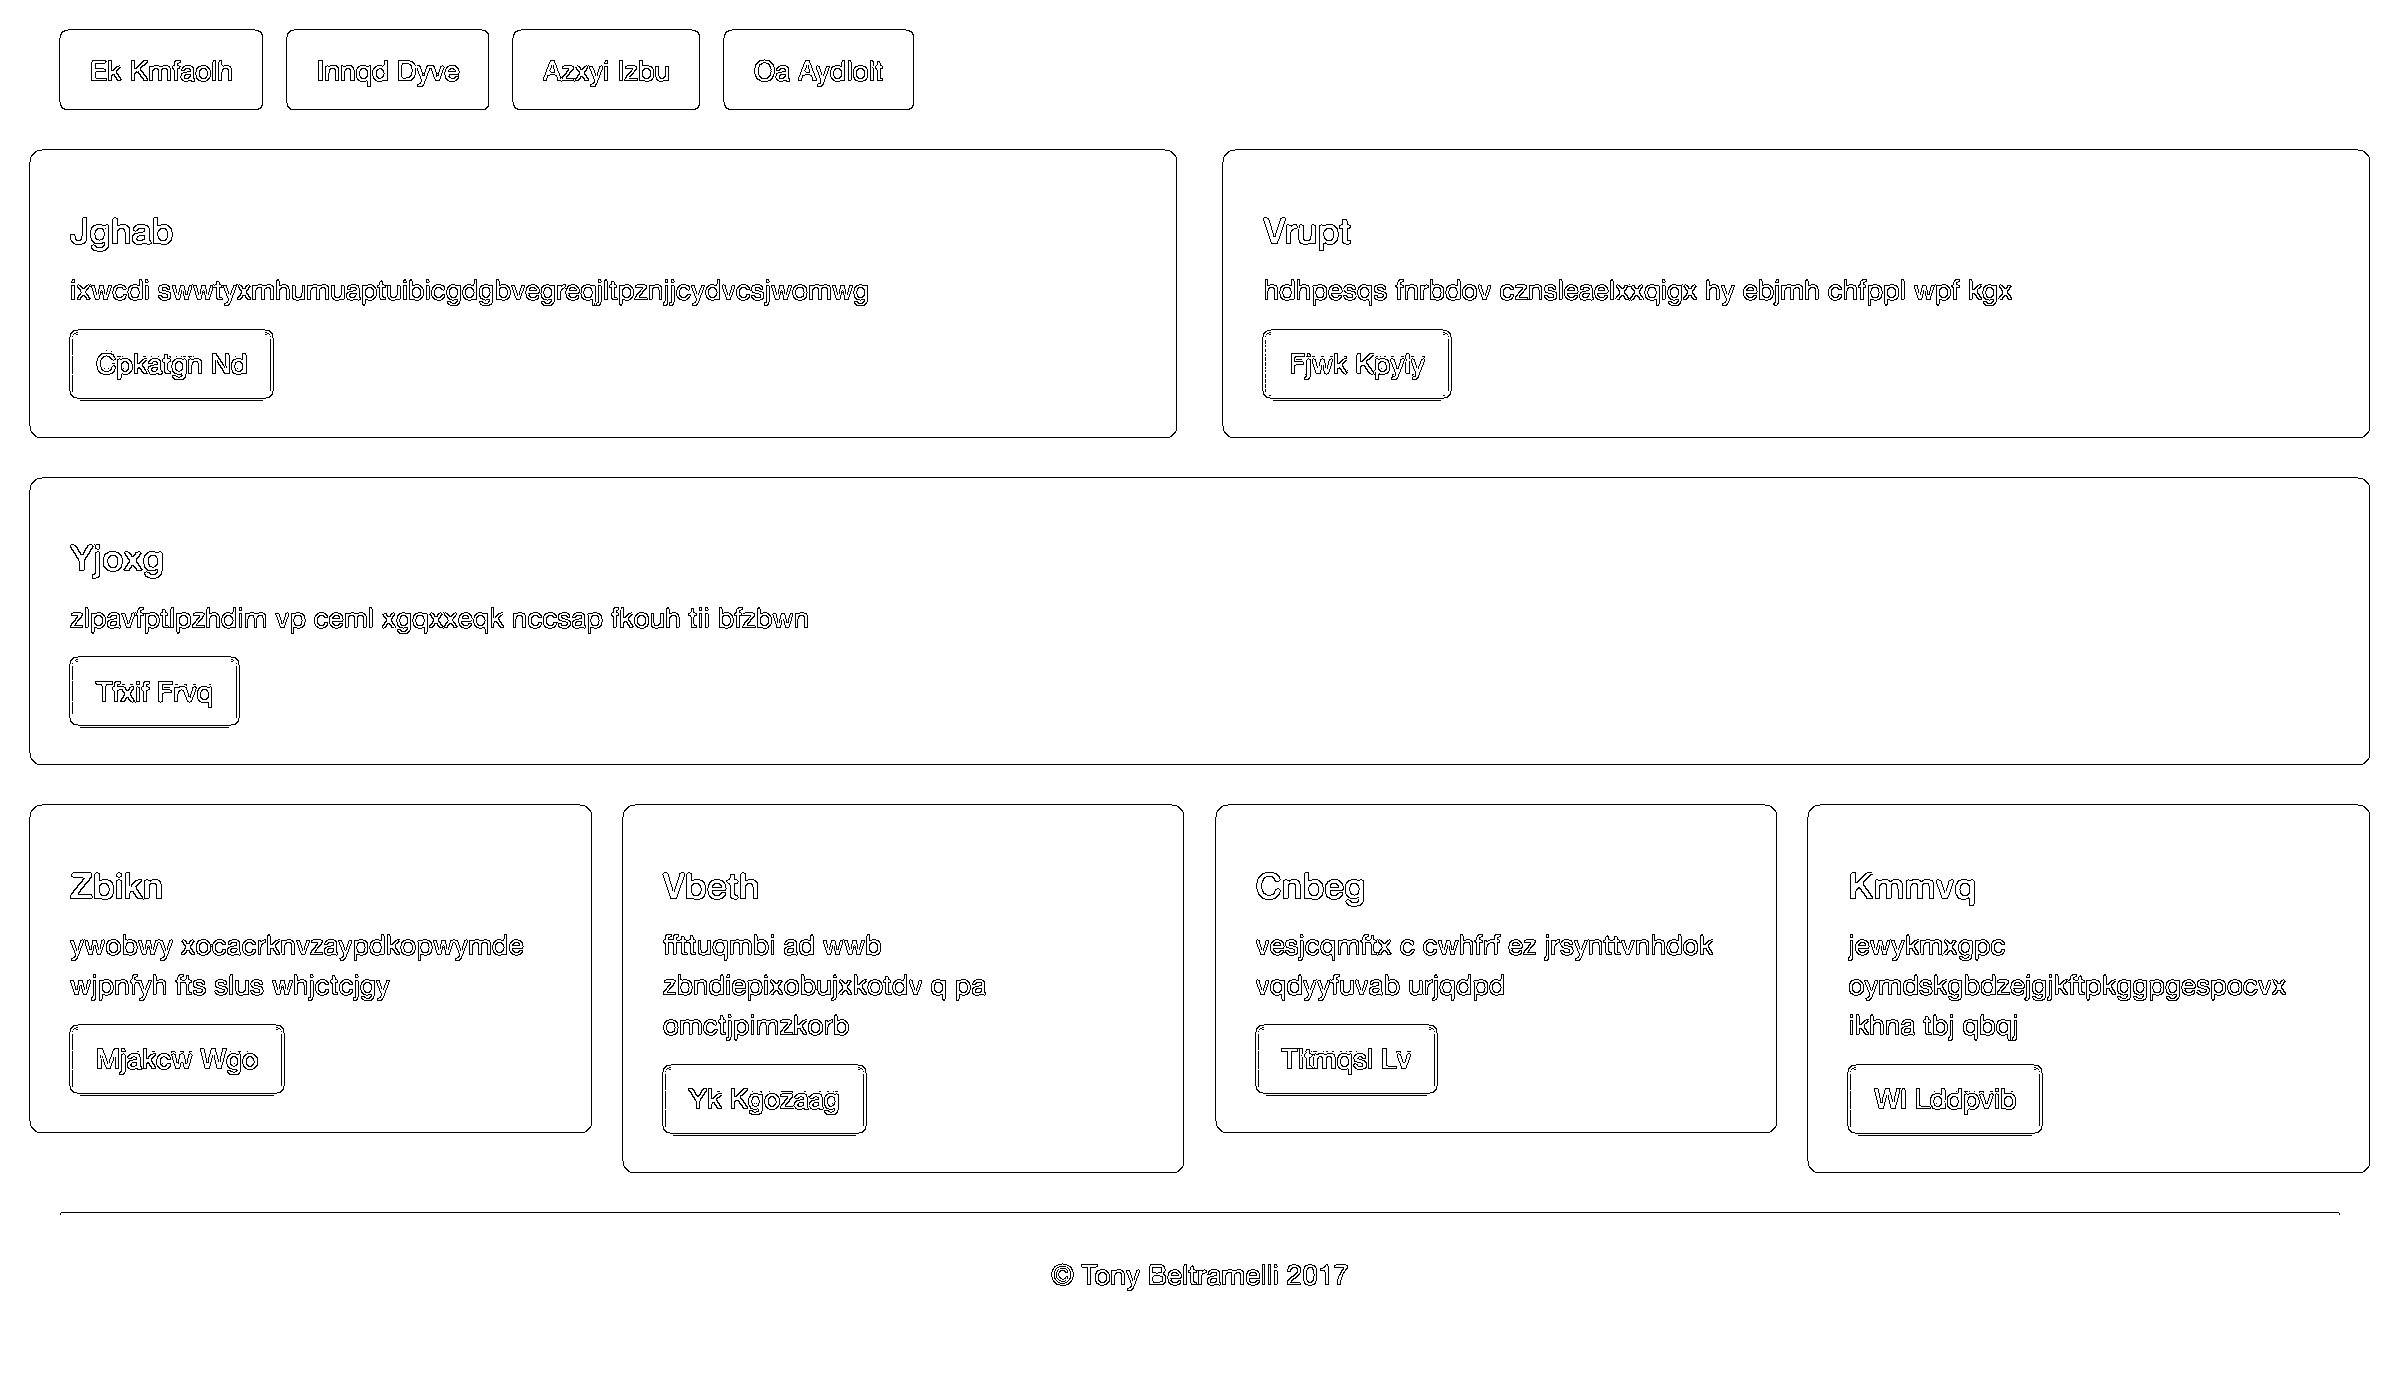 Ek Kmfaolh
Innqd Dyve
Azxyi Izbu
Oa Aydlolt
Jghab
ixwcdi swwtyxmhumuaptuibicgdgbvegreqjltpznjjcydvcsjwomwg
Cpkatgn Nd
Vrupt
hdhpesqs fnrbdov cznsleaelxxqigx hy ebjmh chfppl wpf kgx
Fjwk Kpyiy
Yjoxg
zlpavfptlpzhdim vp ceml xgqxxeqk nccsap fkouh tii bfzbwn
Tfxif Frvq
Zbikn
ywobwy xocacrknvzaypdkopwymde
wjpnfyh fts slus whjctcjgy
Mjakcw Wgo
Vbeth
ffttuqmbi ad wwb
zbndiepixobujxkotdv q pa
omctjpimzkorb
Yk Kgozaag
Cnbeg
vesjcqmftx c cwhfrf ez jrsynttvnhdok
vqdyyfuvab urjqdpd
Tltmqsl Lv
Kmmvq
jewykmxgpc
oymdskgbdzejgjkftpkggpgespocvx
ikhna tbj qbqj
Wl Lddpvib
© Tony Beltramelli 2017